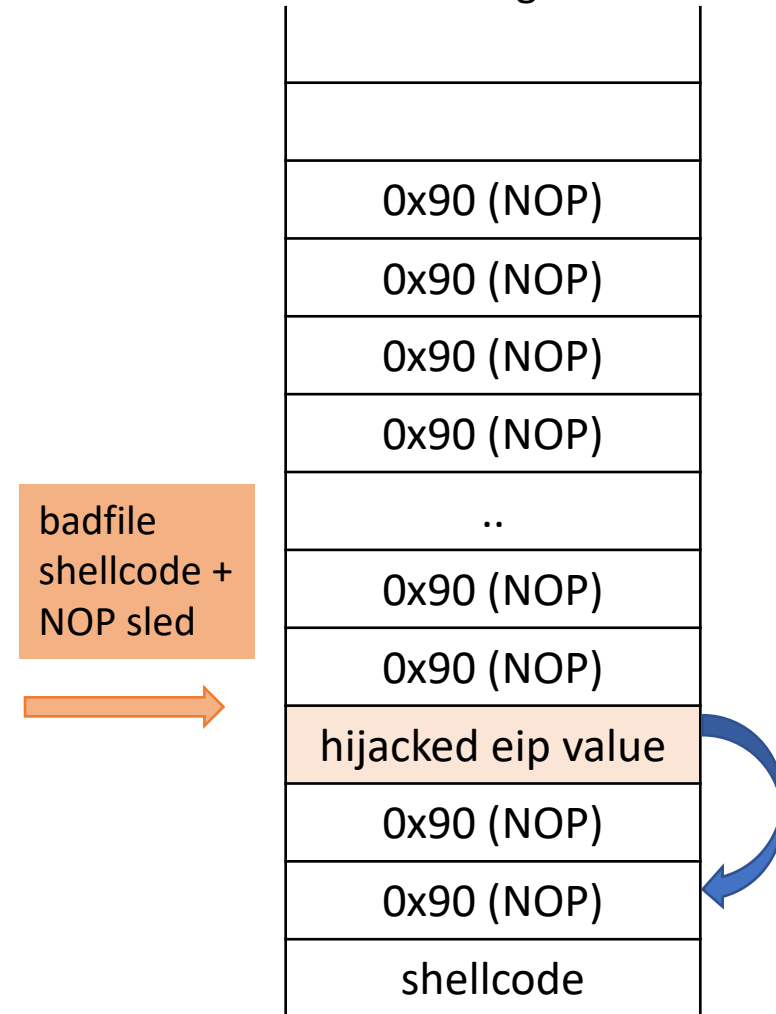 0x90 (NOP)
0x90 (NOP)
0x90 (NOP)
0x90 (NOP)
..
badfile
shellcode +
NOP sled
0x90 (NOP)
0x90 (NOP)
hijacked eip value
0x90 (NOP)
0x90 (NOP)
shellcode